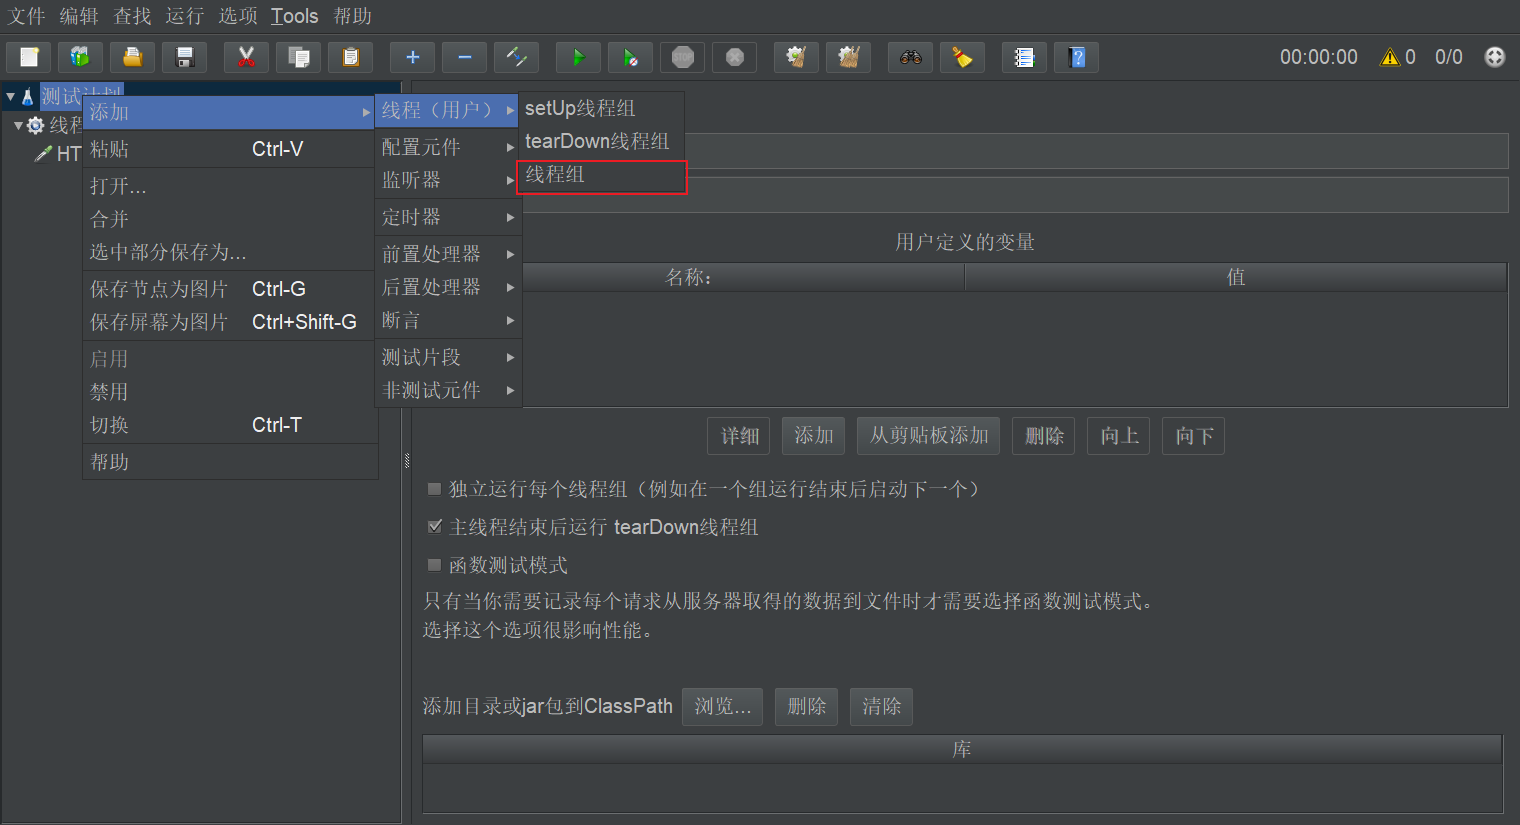 文件 编辑 查找 运行 选项 Tools 帮助
STOP
00:00:00 0 0/0
测试计划
线程
HT
添加
粘贴 Ctrl-V
打开...
合并
选中部分保存为...
保存节点为图片 Ctrl-G
保存屏幕为图片 Ctrl+Shift-G
启用
禁用
切换 Ctrl-T
帮助
线程（用户）
配置元件
监听器
定时器
前置处理器
后置处理器
断言
测试片段
非测试元件
setUp线程组
tearDown线程组
线程组
用户定义的变量
名称: 值
详细 添加 从剪贴板添加 删除 向上 向下
独立运行每个线程组（例如在一个组运行结束后启动下一个）
主线程结束后运行 tearDown线程组
函数测试模式
只有当你需要记录每个请求从服务器取得的数据到文件时才需要选择函数测试模式。
选择这个选项很影响性能。
添加目录或jar包到ClassPath 浏览... 删除 清除
库